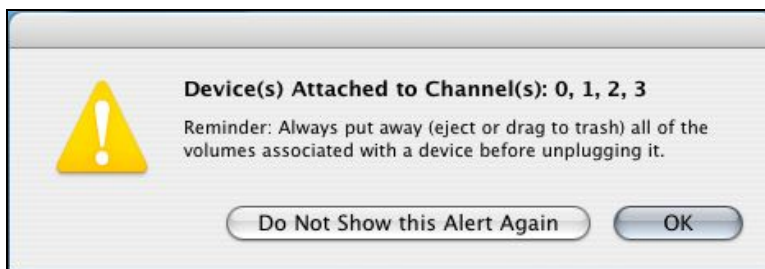 Device(s) Attached to Channel(s): 0, 1, 2, 3
Reminder: Always put away (eject or drag to trash) all of the
volumes associated with a device before unplugging it.
Do Not Show this Alert Again
OK